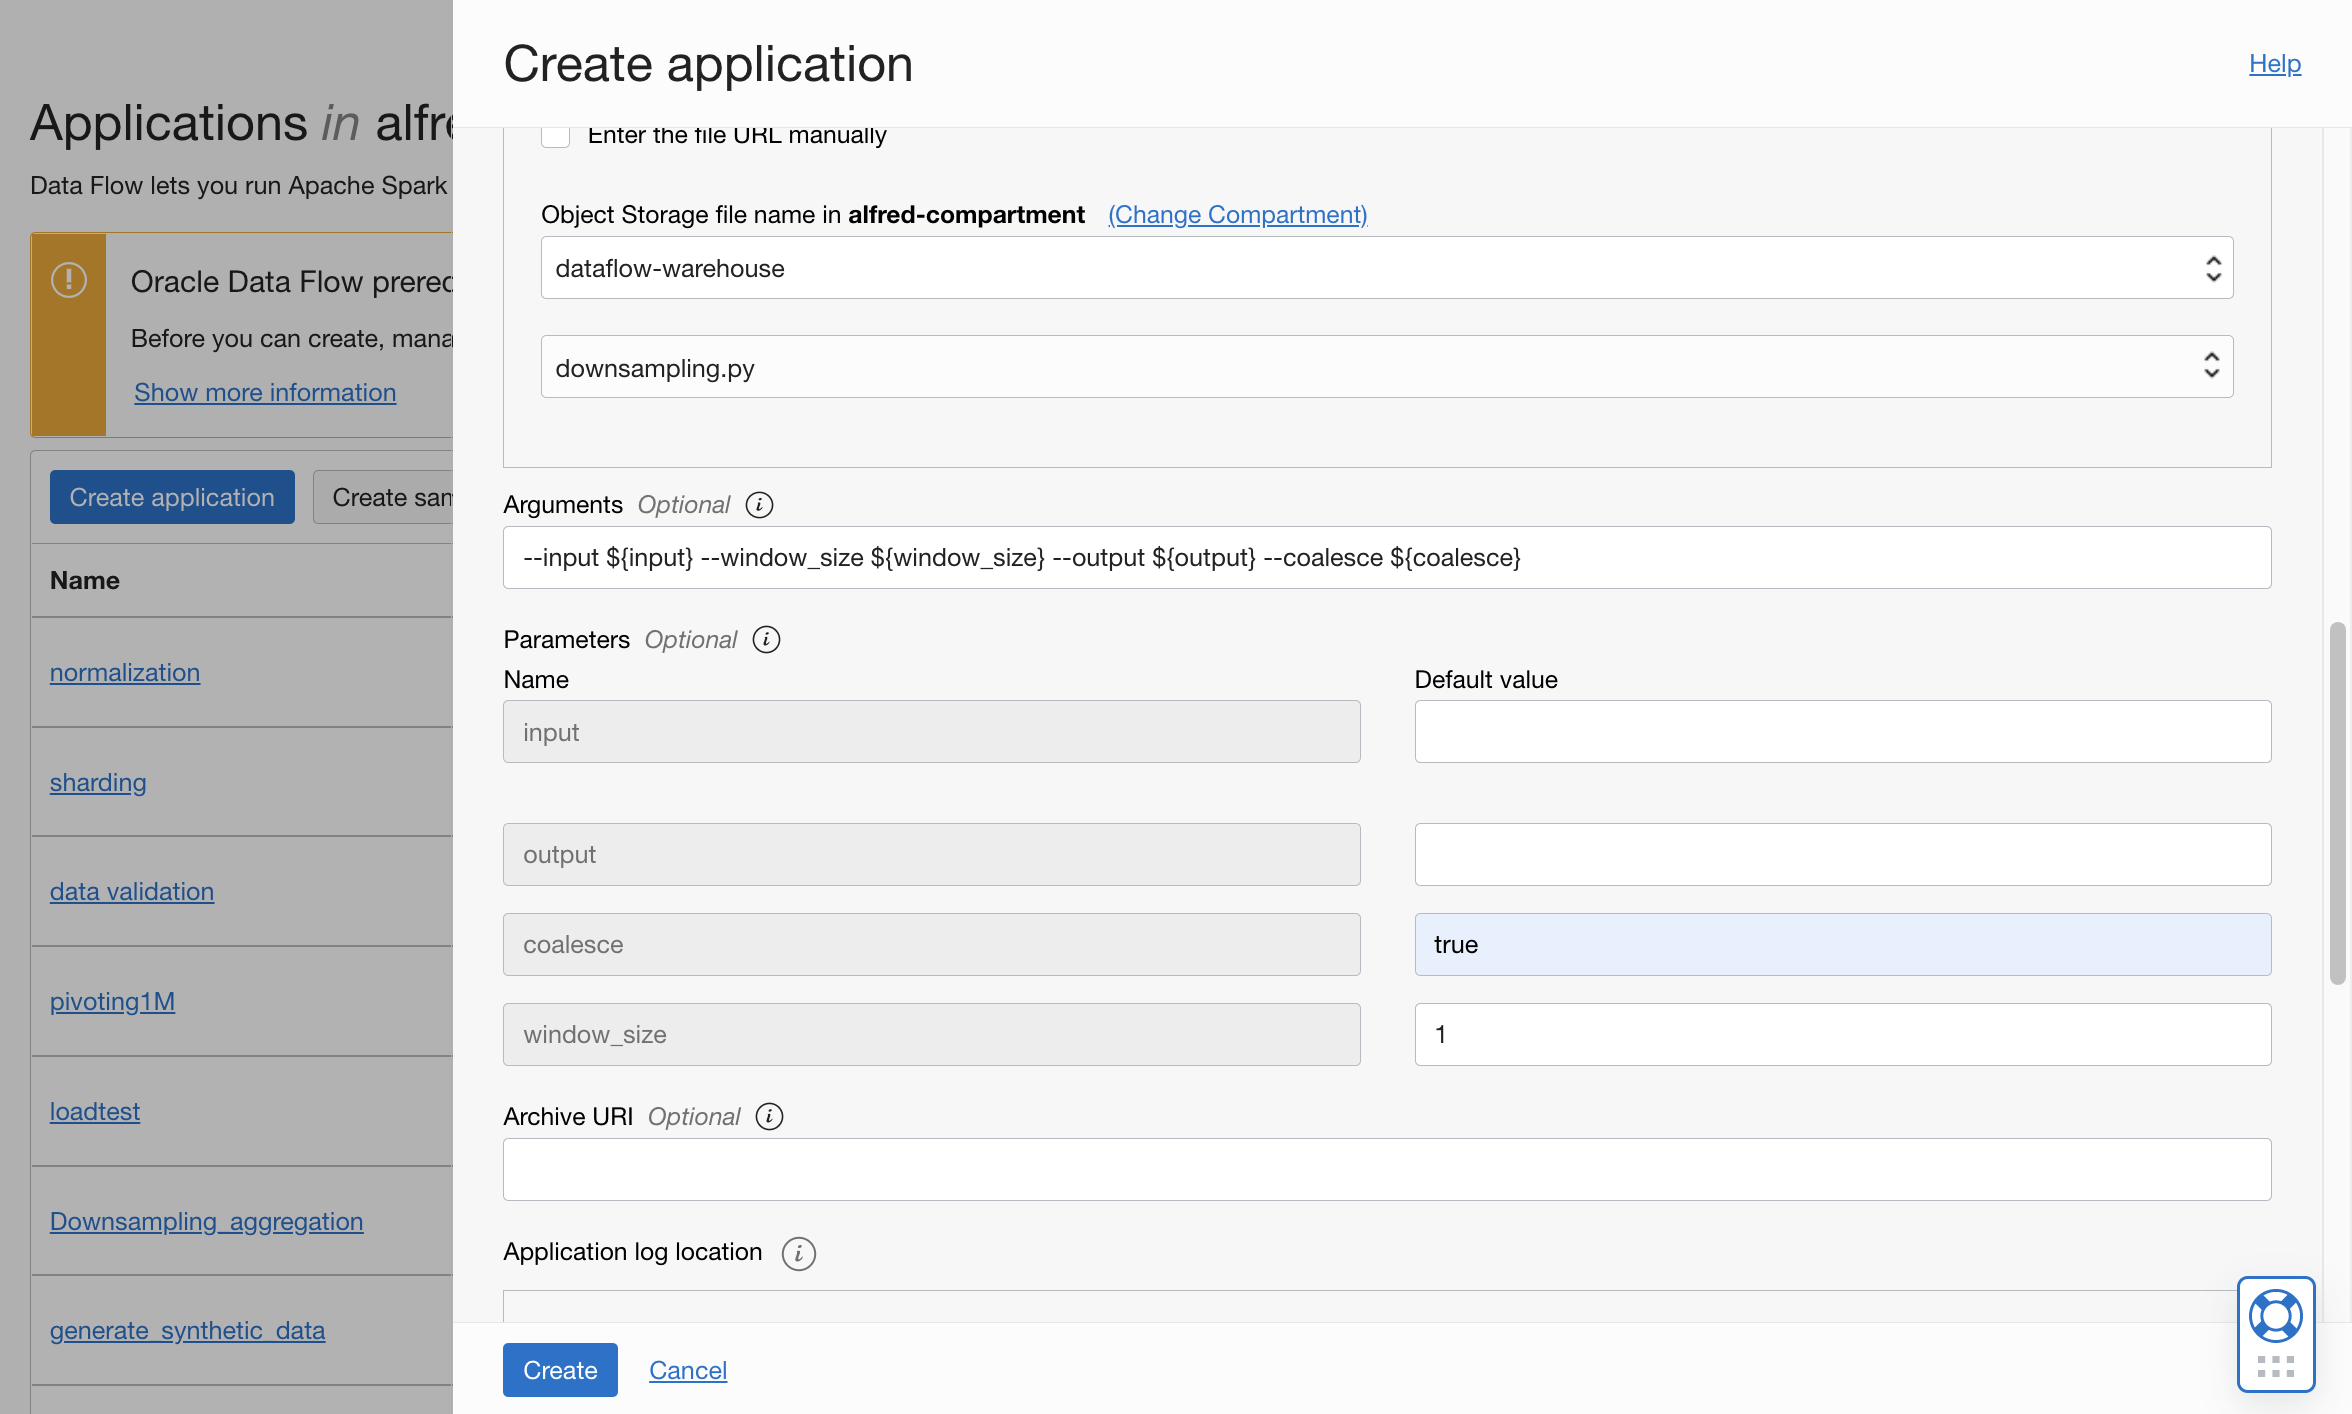 Applications in alfre
Data Flow lets you run Apache Spark
Oracle Data Flow prerec
Before you can create, mana
Show more information
Create application
Create sam
Name
normalization
sharding
data validation
pivoting1M
loadtest
Downsampling_aggregation
generate_synthetic_data
Create application
Help
Enter the file URL manually
Object Storage file name in alfred-compartment (Change Compartment)
dataflow-warehouse
downsampling.py
Arguments Optional
--input ${input} --window_size ${window_size} --output ${output} --coalesce ${coalesce}
Parameters Optional
Name Default value
input
output
coalesce true
window_size 1
Archive URI Optional
Application log location
Create Cancel